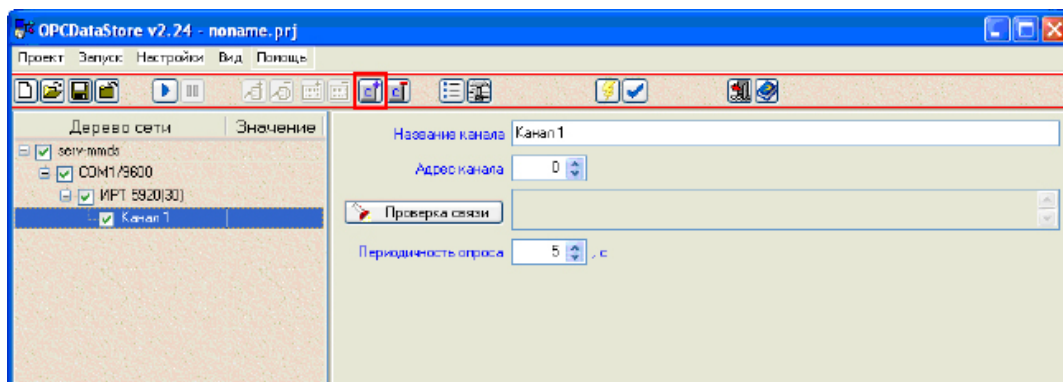 OPCDataStore v2.24 - noname.prj
Проект Запуск Настройки Вид Помощь
Дерево сети Значение
serv-mmds
COM1/9600
ИРТ 5920(30)
Канал 1
Название канала Канал 1
Адрес канала 0
Проверка связи
Периодичность опроса 5 , с